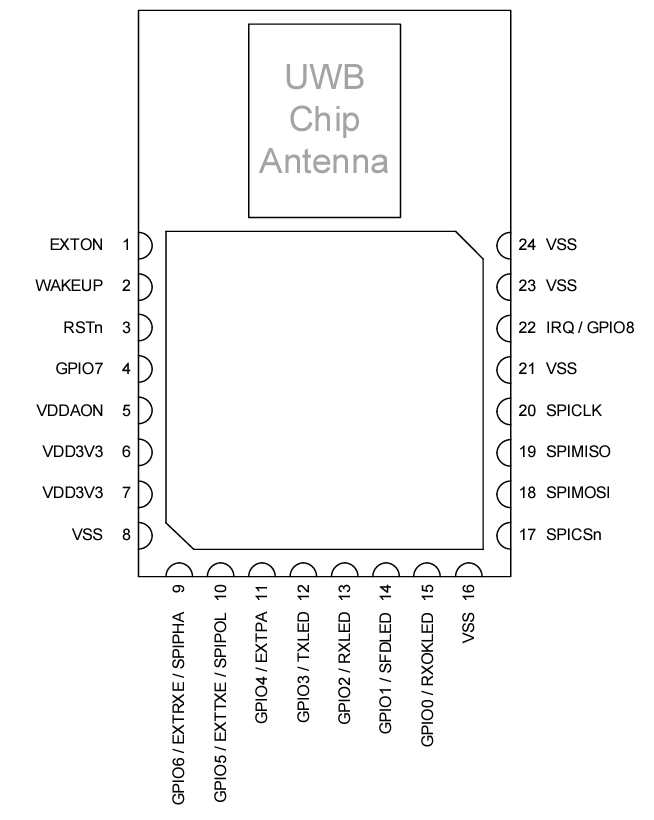 UWB
Chip
Antenna
EXTON 1
WAKEUP 2
RSTn 3
GPIO7 4
VDDAON 5
VDD3V3 6
VDD3V3 7
VSS 8
24 VSS
23 VSS
22 IRQ / GPIO8
21 VSS
20 SPICLK
19 SPIMISO
18 SPIMOSI
17 SPICSn
GPIO6 / EXTRXE / SPIPHA 9
GPIO5 / EXTTXE / SPIPOL 10
GPIO4 / EXTPA 11
GPIO3 / TXLED 12
GPIO2 / RXLED 13
GPIO1 / SFDLED 14
GPIO0 / RXOKLED 15
VSS 16